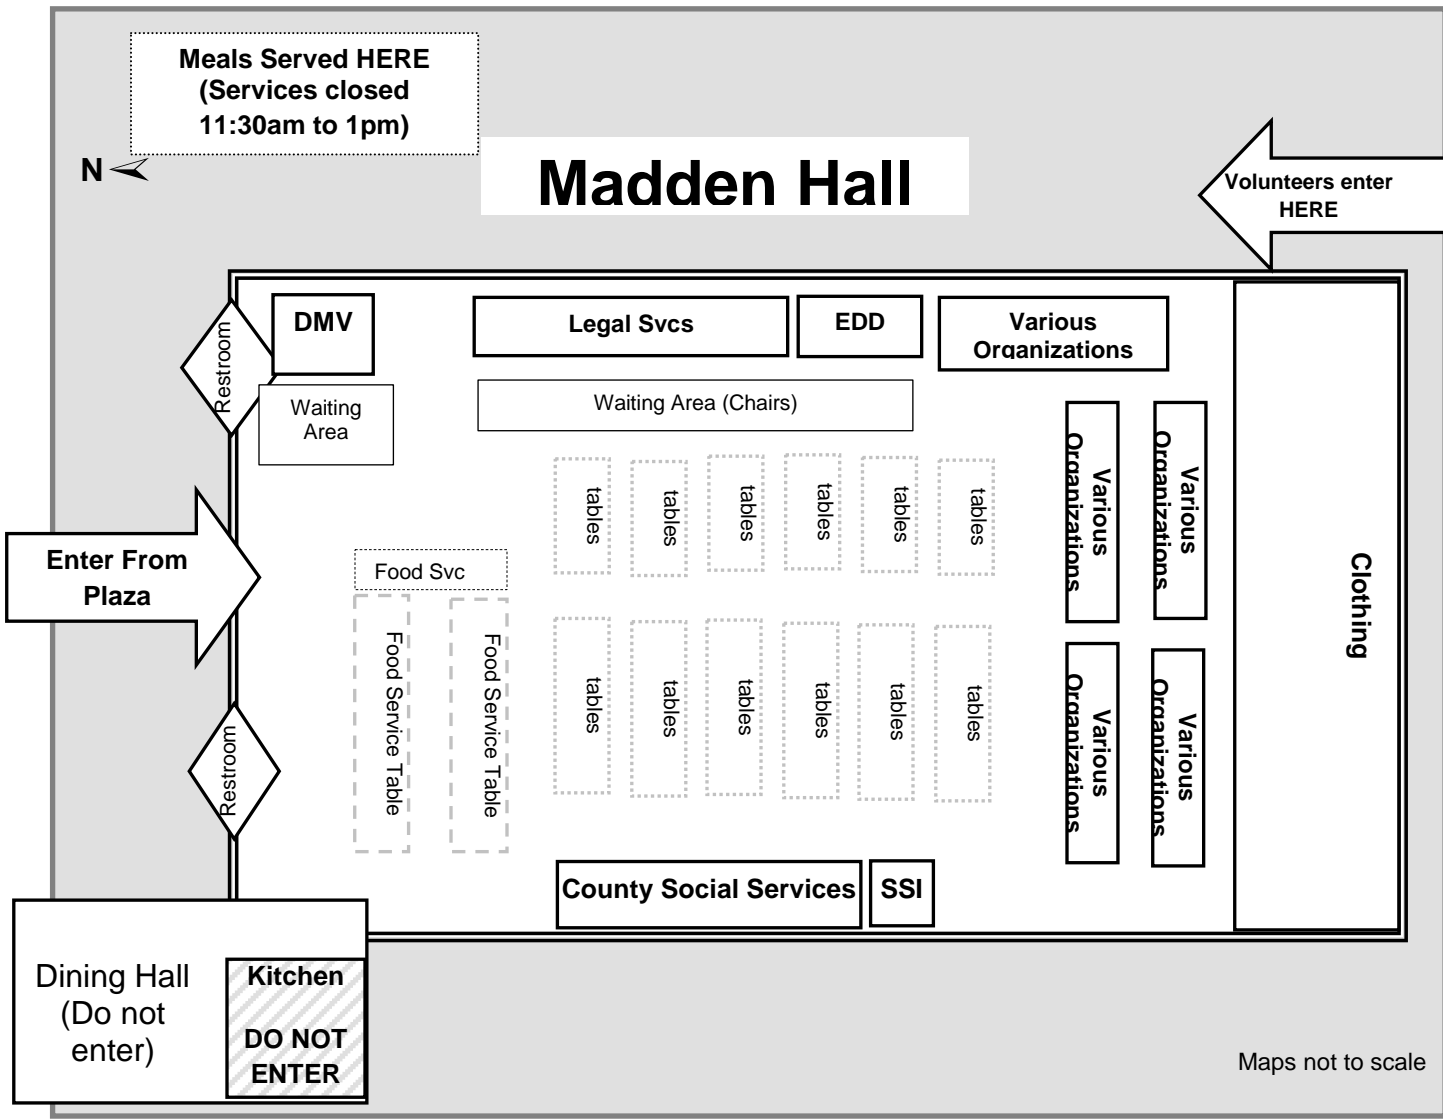 Meals Served HERE
(Services closed
11:30am to 1pm)
N
Madden Hall
Volunteers enter
HERE
Restroom
DMV
Legal Svcs
EDD
Various
Organizations
Waiting
Area
Waiting Area (Chairs)
tables
tables
tables
tables
tables
tables
Various
Organizations
Various
Organizations
Clothing
Enter From
Plaza
Food Svc
Food Service Table
Food Service Table
tables
tables
tables
tables
tables
tables
Various
Organizations
Various
Organizations
Restroom
County Social Services
SSI
Dining Hall
(Do not
enter)
Kitchen
DO NOT
ENTER
Maps not to scale